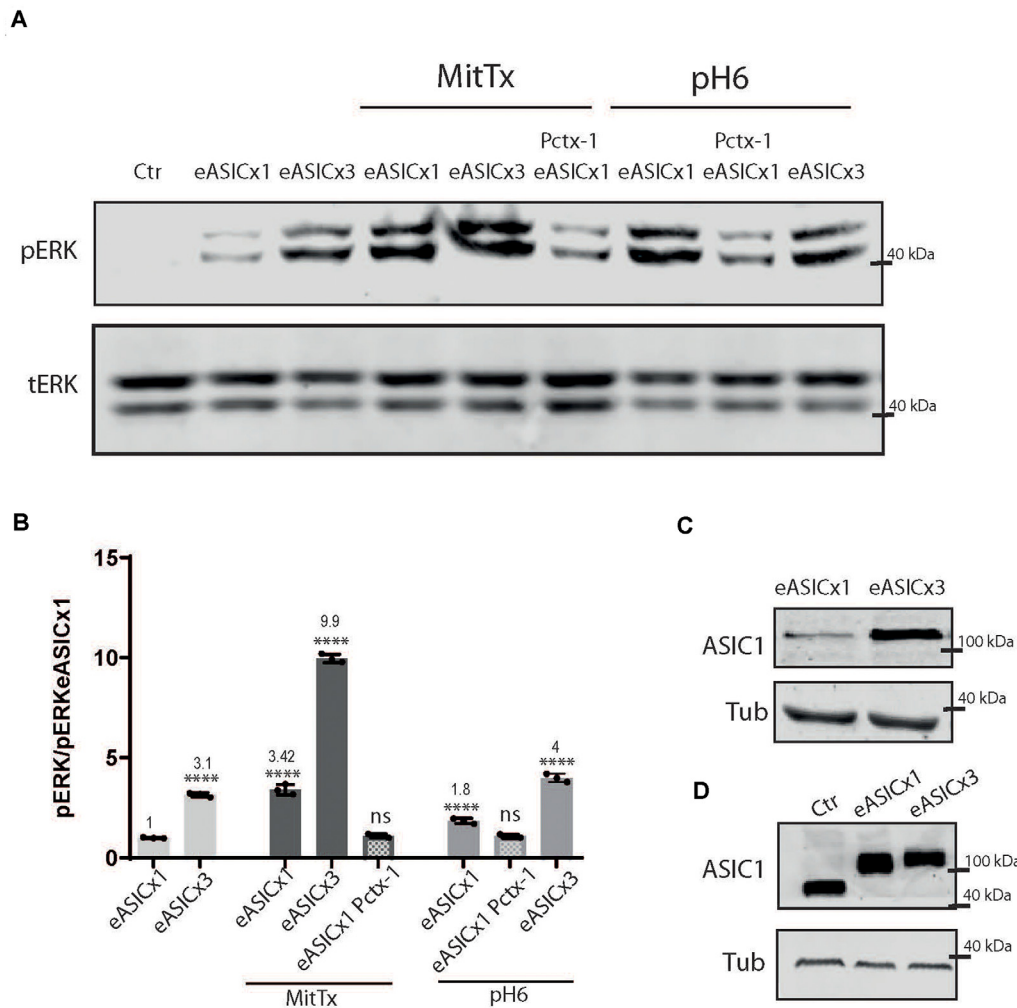 A
MitTx pH6
Pctx-1 Pctx-1
Ctr eASICx1 eASICx3 eASICx1 eASICx3 eASICx1 eASICx1 eASICx1 eASICx3
pERK
40 kDa
tERK
40 kDa
B
pERK/pERKeASICx1
15
10
5
0
1
3.1
****
3.42
****
9.9
****
ns
1.8
****
ns
4
****
eASICx1
eASICx3
eASICx1
eASICx3
eASICx1 Pctx-1
eASICx1
eASICx1 Pctx-1
eASICx3
MitTx
pH6
C
eASICx1 eASICx3
ASIC1
100 kDa
Tub
40 kDa
D
Ctr eASICx1 eASICx3
ASIC1
100 kDa
40 kDa
Tub
40 kDa